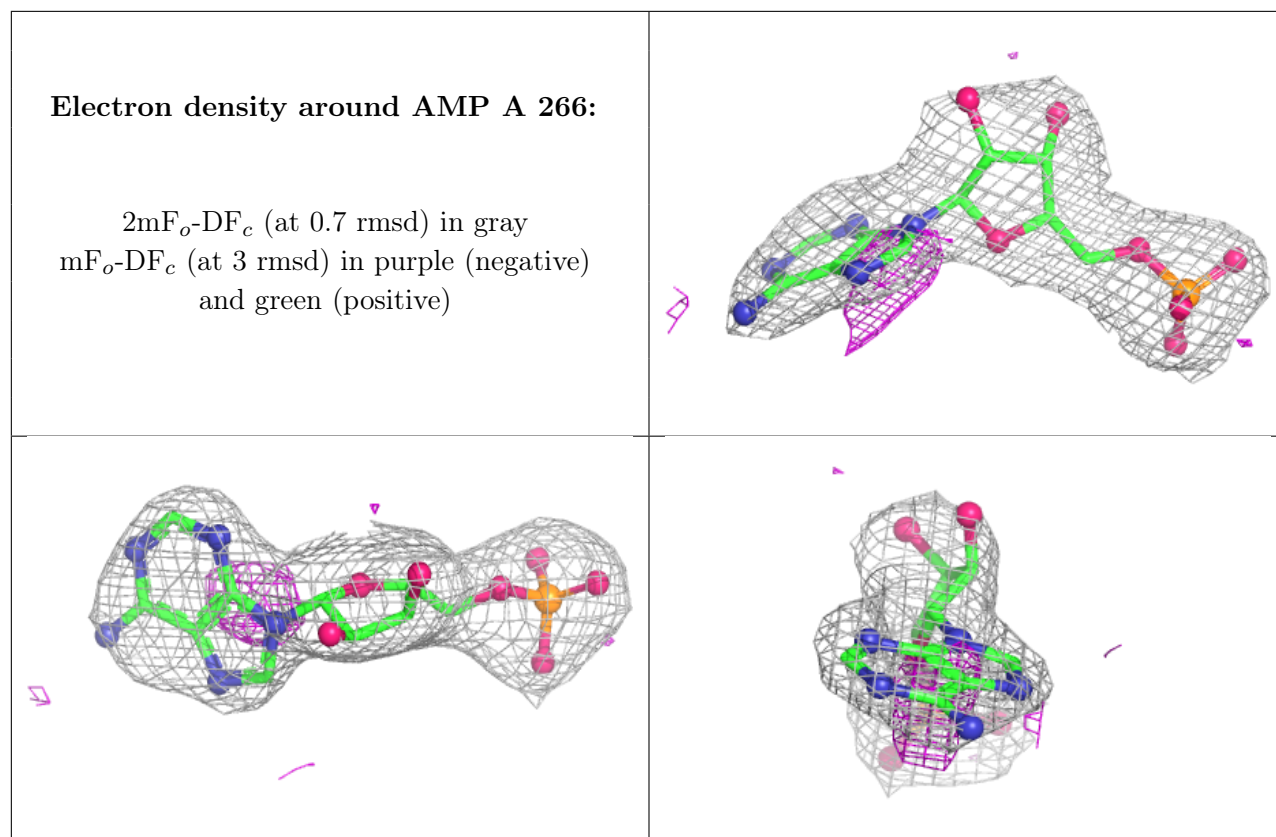 Electron density around AMP A 266:
2mFo-DFc (at 0.7 rmsd) in gray
mFo-DFc (at 3 rmsd) in purple (negative)
and green (positive)